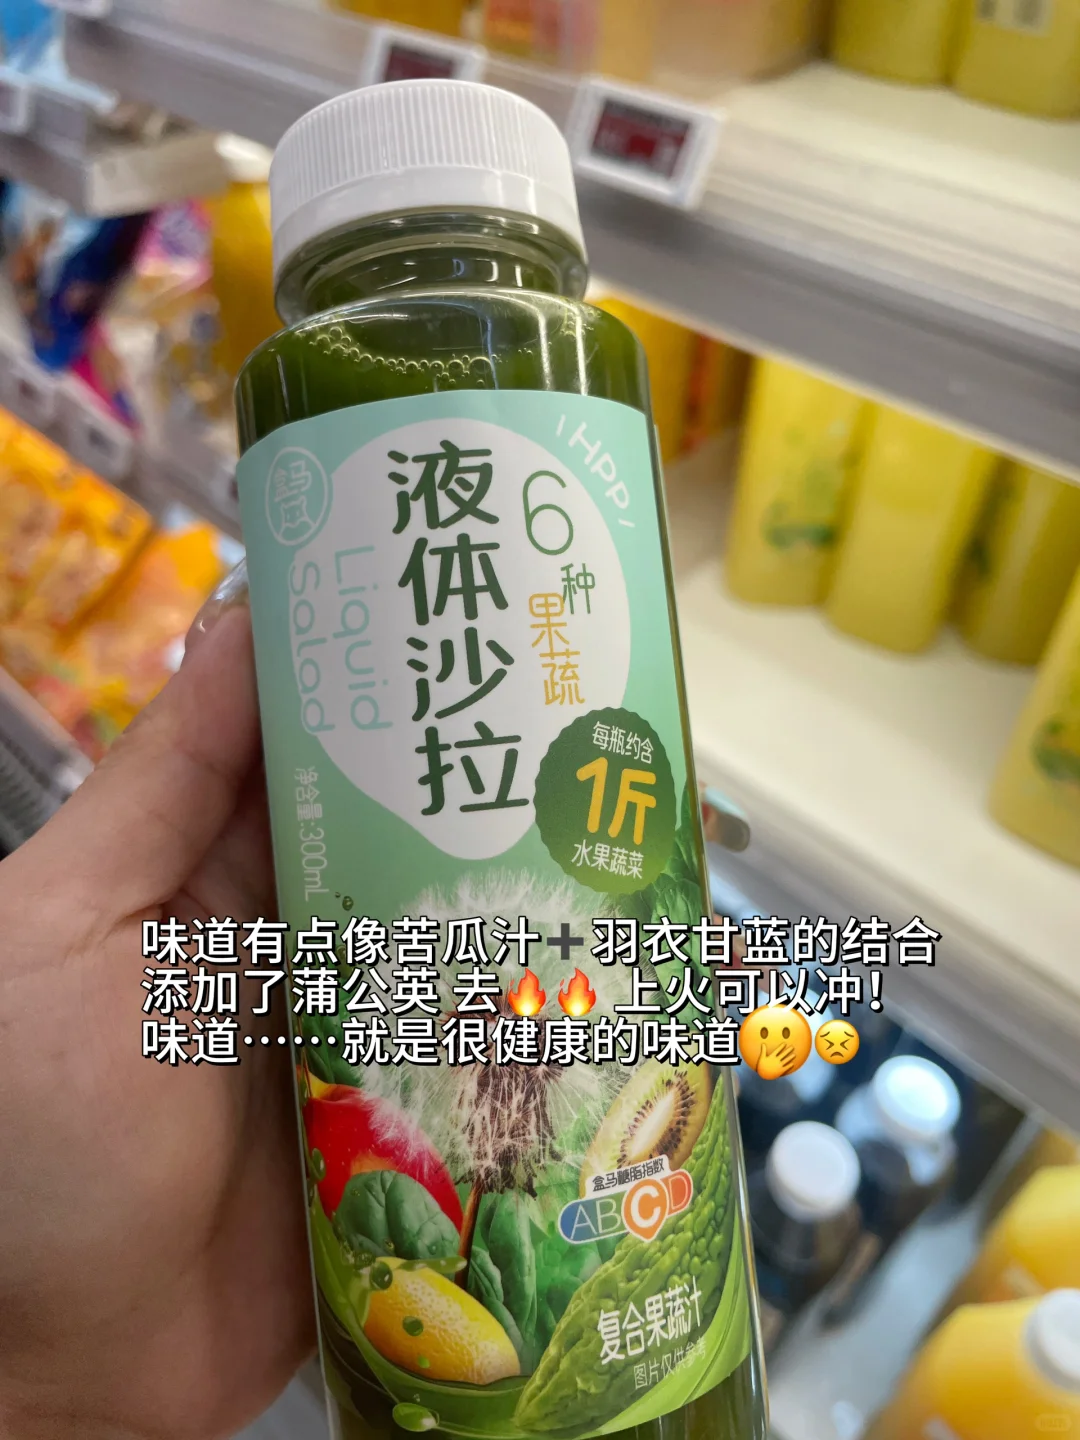 HPP
盒马
液体沙拉
6种果蔬
Liquid
Salad
每瓶约含
1斤
水果蔬菜
净含量:300mL
味道有点像苦瓜汁➕羽衣甘蓝的结合
添加了蒲公英 去🔥🔥 上火可以冲！
味道……就是很健康的味道🫢😣
盒马糖脂指数
ABCD
复合果蔬汁
图片仅供参考